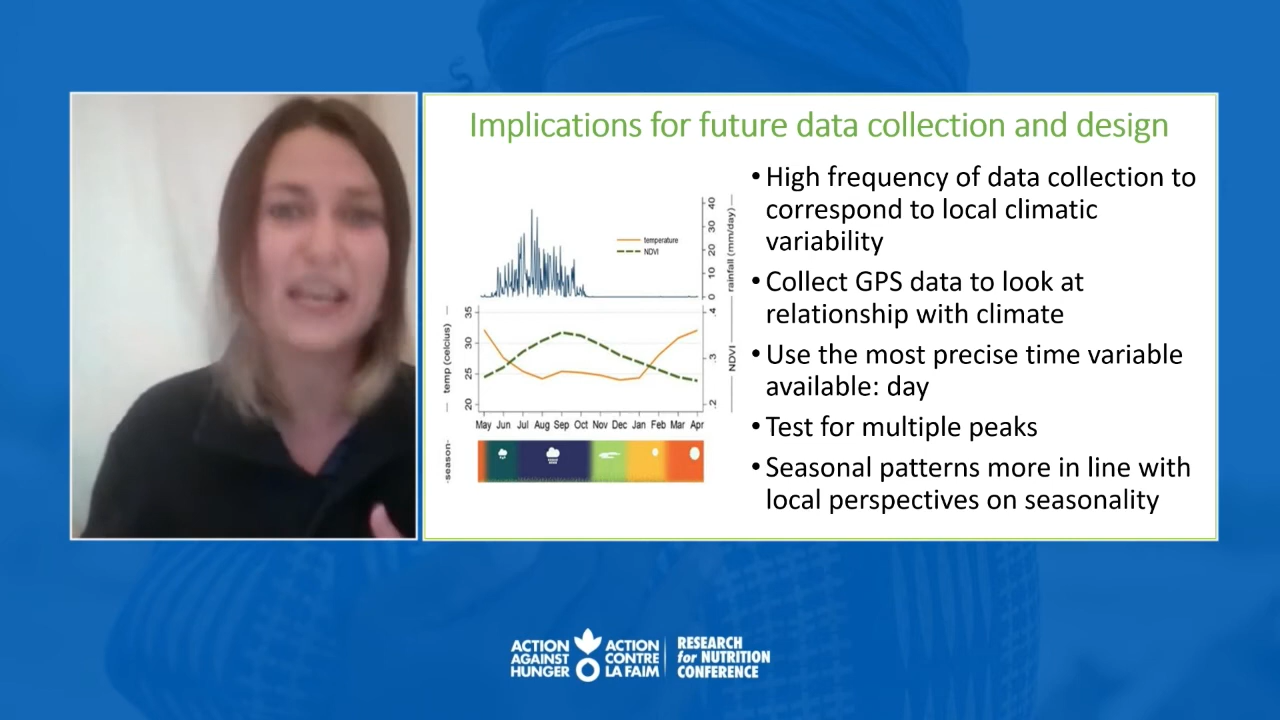 Implications for future data collection and design
• High frequency of data collection to
correspond to local climatic
variability
• Collect GPS data to look at
relationship with climate
• Use the most precise time variable
available: day
• Test for multiple peaks
• Seasonal patterns more in line with
local perspectives on seasonality
temperature
NDVI
40
30
20
10
0
rainfall (mm/day)
35
30
25
20
temp (celcius)
.4
.3
.2
NDVI
May Jun Jul Aug Sep Oct Nov Dec Jan Feb Mar Apr
-season-
ACTION
AGAINST
HUNGER
ACTION
CONTRE
LA FAIM
RESEARCH
for NUTRITION
CONFERENCE